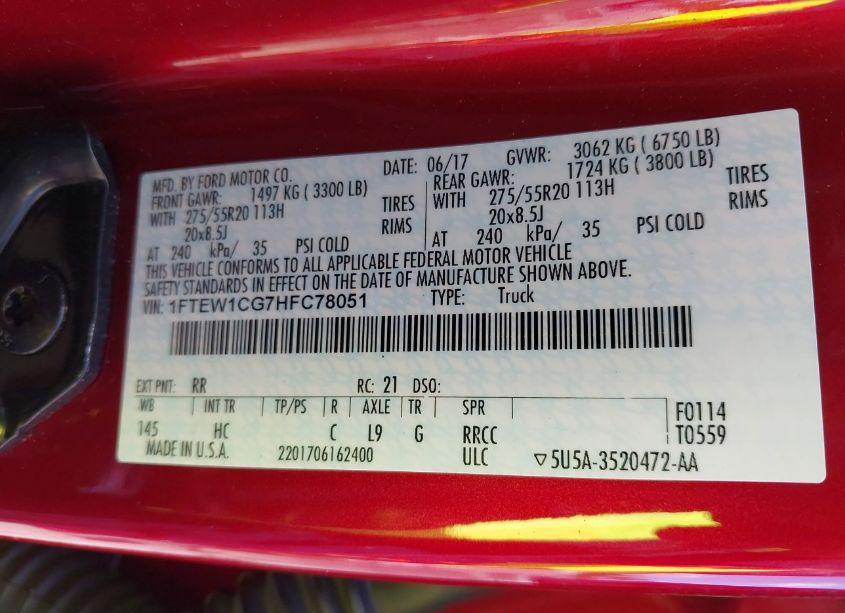 MFD. BY FORD MOTOR CO. DATE: 06/17 GVWR: 3062 KG ( 6750 LB)
FRONT GAWR: 1497 KG ( 3300 LB) REAR GAWR: 1724 KG ( 3800 LB)
WITH 275/55R20 113H TIRES WITH 275/55R20 113H TIRES
20x8.5J RIMS 20x8.5J RIMS
AT 240 kPa/ 35 PSI COLD AT 240 kPa/ 35 PSI COLD
THIS VEHICLE CONFORMS TO ALL APPLICABLE FEDERAL MOTOR VEHICLE
SAFETY STANDARDS IN EFFECT ON THE DATE OF MANUFACTURE SHOWN ABOVE.
VIN: 1FTEW1CG7HFC78051 TYPE: Truck
EXT PNT: RR RC: 21 DSO:
WB INT TR TP/PS R AXLE TR SPR F0114
145 HC C L9 G RRCC T0559
MADE IN U.S.A. 2201706162400 ULC ▽5U5A-3520472-AA